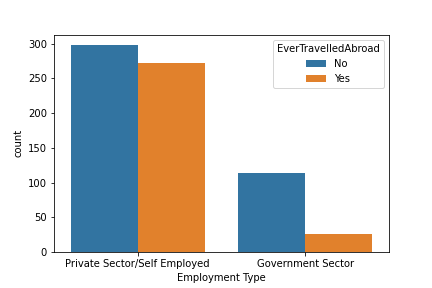 EverTravelledAbroad
No
Yes
300
250
200
150
100
50
0
count
Private Sector/Self Employed
Government Sector
Employment Type